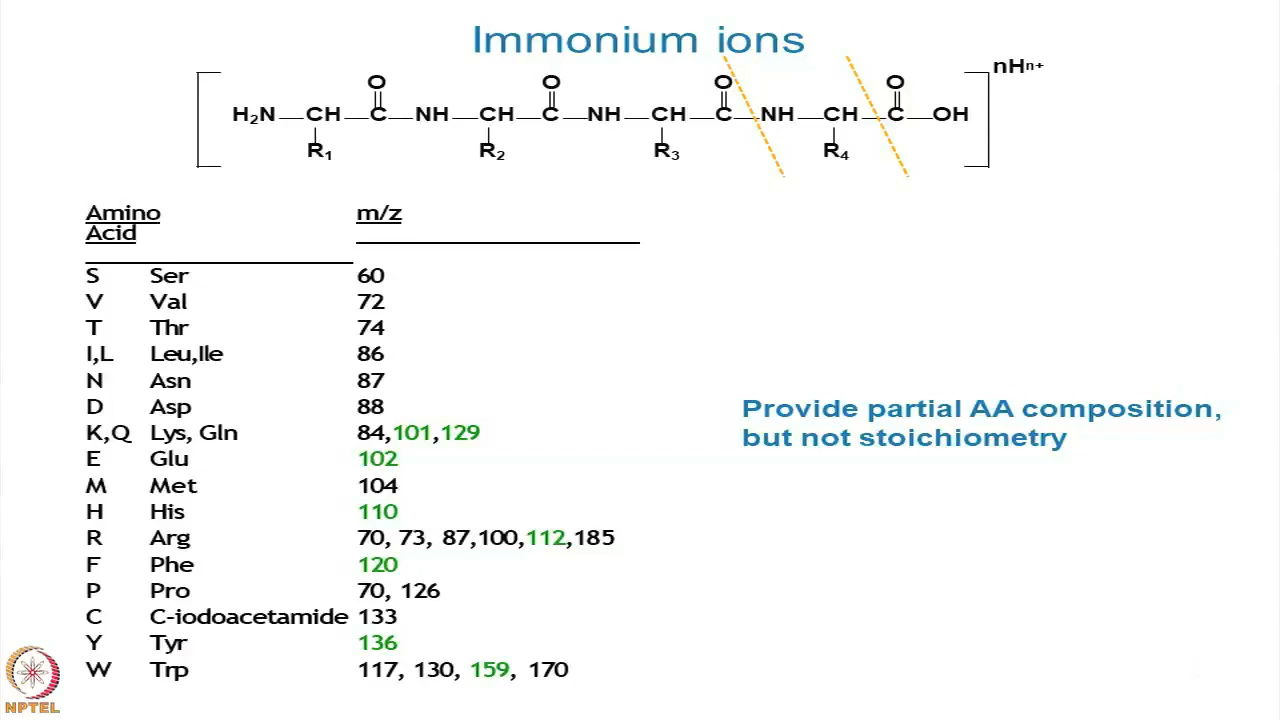 Immonium ions
nHn+
O O O O
H2N CH C NH CH C NH CH C NH CH C OH
R1 R2 R3 R4
Amino Acid m/z
S Ser 60
V Val 72
T Thr 74
I,L Leu,Ile 86
N Asn 87
D Asp 88
K,Q Lys, Gln 84,101,129
E Glu 102
M Met 104
H His 110
R Arg 70, 73, 87,100,112,185
F Phe 120
P Pro 70, 126
C C-iodoacetamide 133
Y Tyr 136
W Trp 117, 130, 159, 170
Provide partial AA composition,
but not stoichiometry
NPTEL